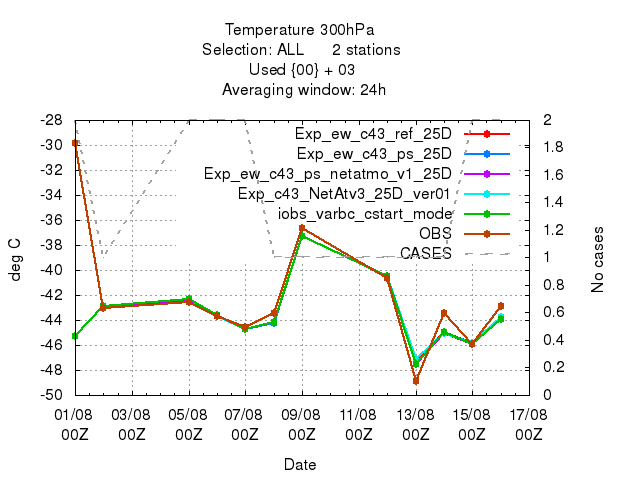 Temperature 300hPa
Selection: ALL 2 stations
Used {00} + 03
Averaging window: 24h
-28
-30
-32
-34
-36
-38
-40
-42
-44
-46
-48
-50
deg C
Exp_ew_c43_ref_25D
Exp_ew_c43_ps_25D
Exp_ew_c43_ps_netatmo_v1_25D
Exp_c43_NetAtv3_25D_ver01
iobs_varbc_cstart_mode
OBS
CASES
2
1.8
1.6
1.4
1.2
1
0.8
0.6
0.4
0.2
0
No cases
01/08 03/08 05/08 07/08 09/08 11/08 13/08 15/08 17/08
00Z 00Z 00Z 00Z 00Z 00Z 00Z 00Z 00Z
Date